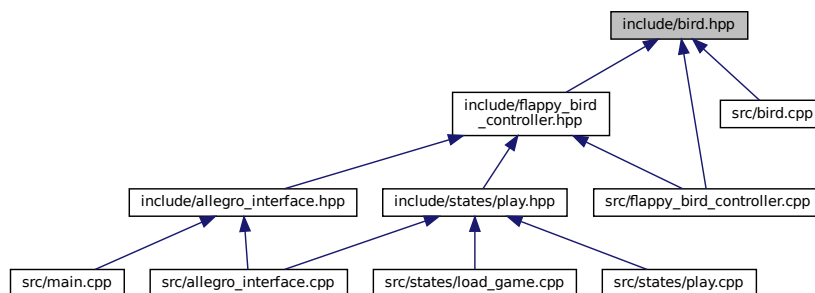 include/bird.hpp
include/flappy_bird
_controller.hpp
src/bird.cpp
include/allegro_interface.hpp
include/states/play.hpp
src/flappy_bird_controller.cpp
src/main.cpp
src/allegro_interface.cpp
src/states/load_game.cpp
src/states/play.cpp